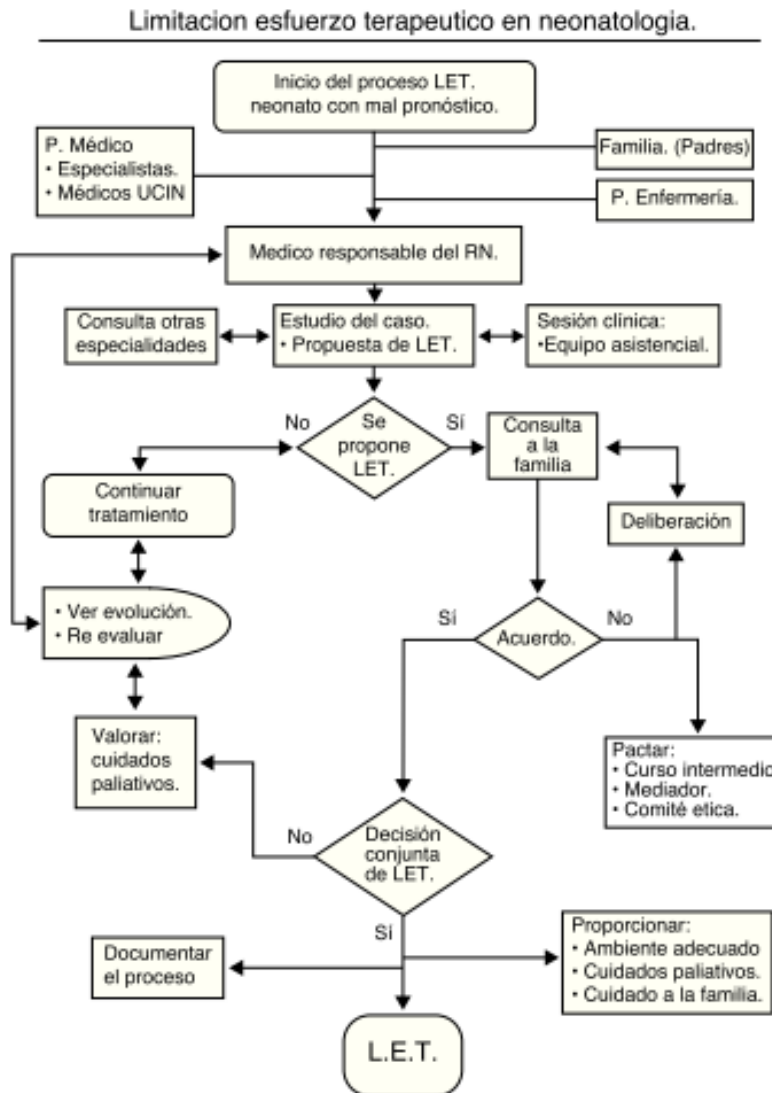 Limitacion esfuerzo terapeutico en neonatologia.
Inicio del proceso LET.
neonato con mal pronóstico.
P. Médico
• Especialistas.
• Médicos UCIN
Familia. (Padres)
P. Enfermería.
Medico responsable del RN.
Consulta otras
especialidades
Estudio del caso.
• Propuesta de LET.
Sesión clínica:
•Equipo asistencial.
No
Se
propone
LET.
Sí
Consulta
a la
familia
Continuar
tratamiento
Deliberación
• Ver evolución.
• Re evaluar
Sí
Acuerdo.
No
Valorar:
cuidados
paliativos.
Pactar:
• Curso intermedio
• Mediador.
• Comité etica.
No
Decisión
conjunta
de LET.
Sí
Documentar
el proceso
Proporcionar:
• Ambiente adecuado
• Cuidados paliativos.
• Cuidado a la familia.
L.E.T.